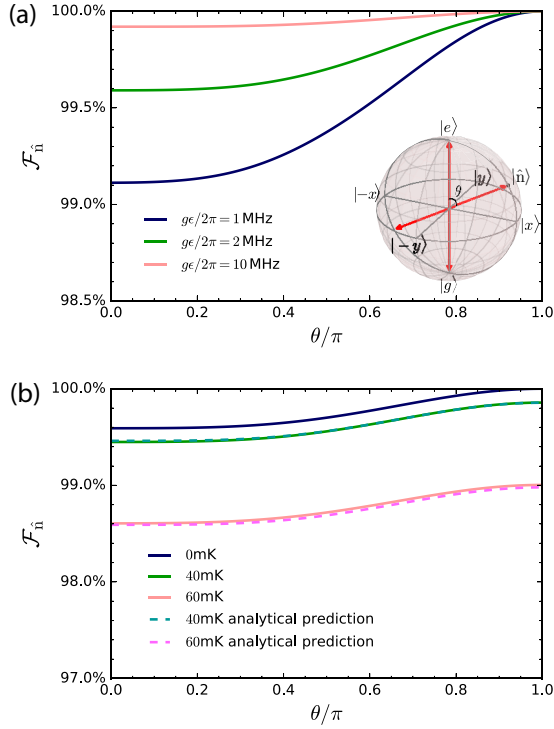 (a)
100.0%
99.5%
99.0%
98.5%
ℱn̂
gϵ/2π = 1 MHz
gϵ/2π = 2 MHz
gϵ/2π = 10 MHz
|e⟩
|y⟩
|n̂⟩
|−x⟩
θ
|x⟩
|−y⟩
|g⟩
0.0 0.2 0.4 0.6 0.8 1.0
θ/π
(b)
100.0%
99.0%
98.0%
97.0%
ℱn̂
0mK
40mK
60mK
40mK analytical prediction
60mK analytical prediction
0.0 0.2 0.4 0.6 0.8 1.0
θ/π